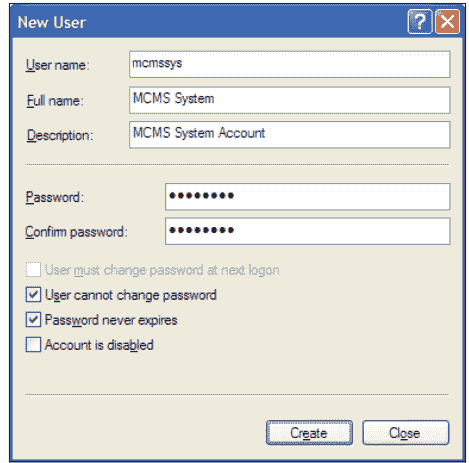 New User
User name: mcmssys
Full name: MCMS System
Description: MCMS System Account
Password: ••••••••
Confirm password: ••••••••
User must change password at next logon
User cannot change password
Password never expires
Account is disabled
Create Close